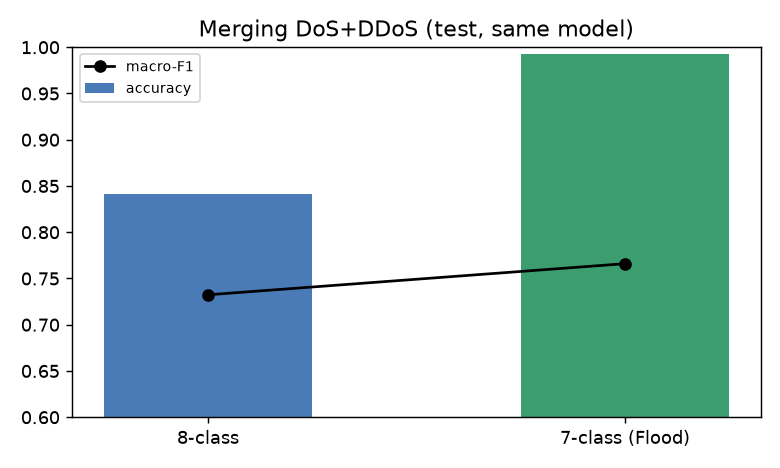 Merging DoS+DDoS (test, same model)
1.00
0.95
0.90
0.85
0.80
0.75
0.70
0.65
0.60
macro-F1
accuracy
8-class
7-class (Flood)